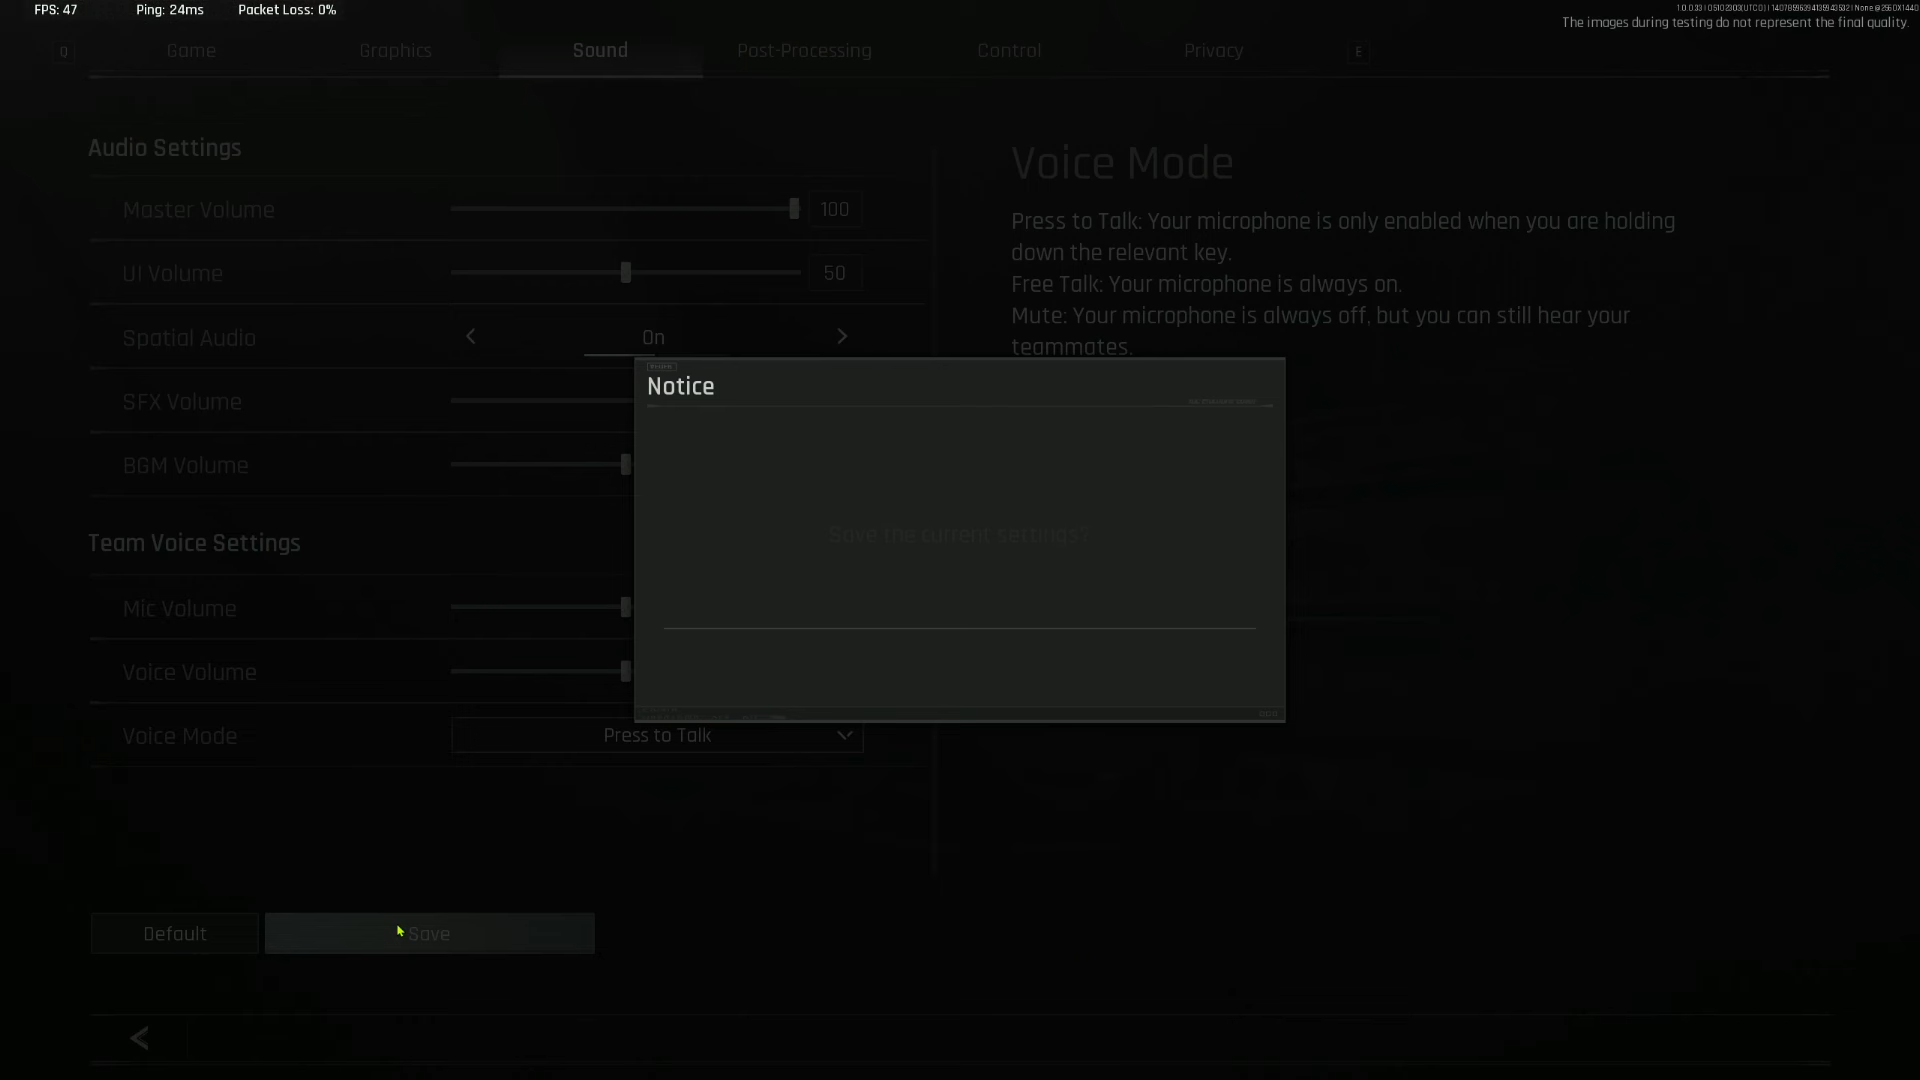 FPS: 47 Ping: 24ms Packet Loss: 0%
The images during testing do not represent the final quality.
Q Game Graphics Sound Post-Processing Control Privacy E
Audio Settings
Master Volume 100
UI Volume 50
Spatial Audio On
SFX Volume
BGM Volume
Team Voice Settings
Mic Volume
Voice Volume
Voice Mode Press to Talk
Voice Mode
Press to Talk: Your microphone is only enabled when you are holding
down the relevant key.
Free Talk: Your microphone is always on.
Mute: Your microphone is always off, but you can still hear your
teammates.
Notice
Save the current settings?
Default Save